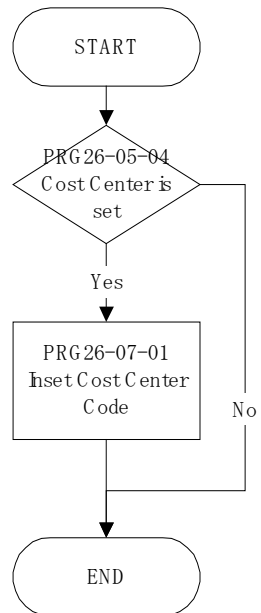 START
PRG26-05-04
Cost Center is
set
Yes
PRG26-07-01
Inset Cost Center
Code
No
END